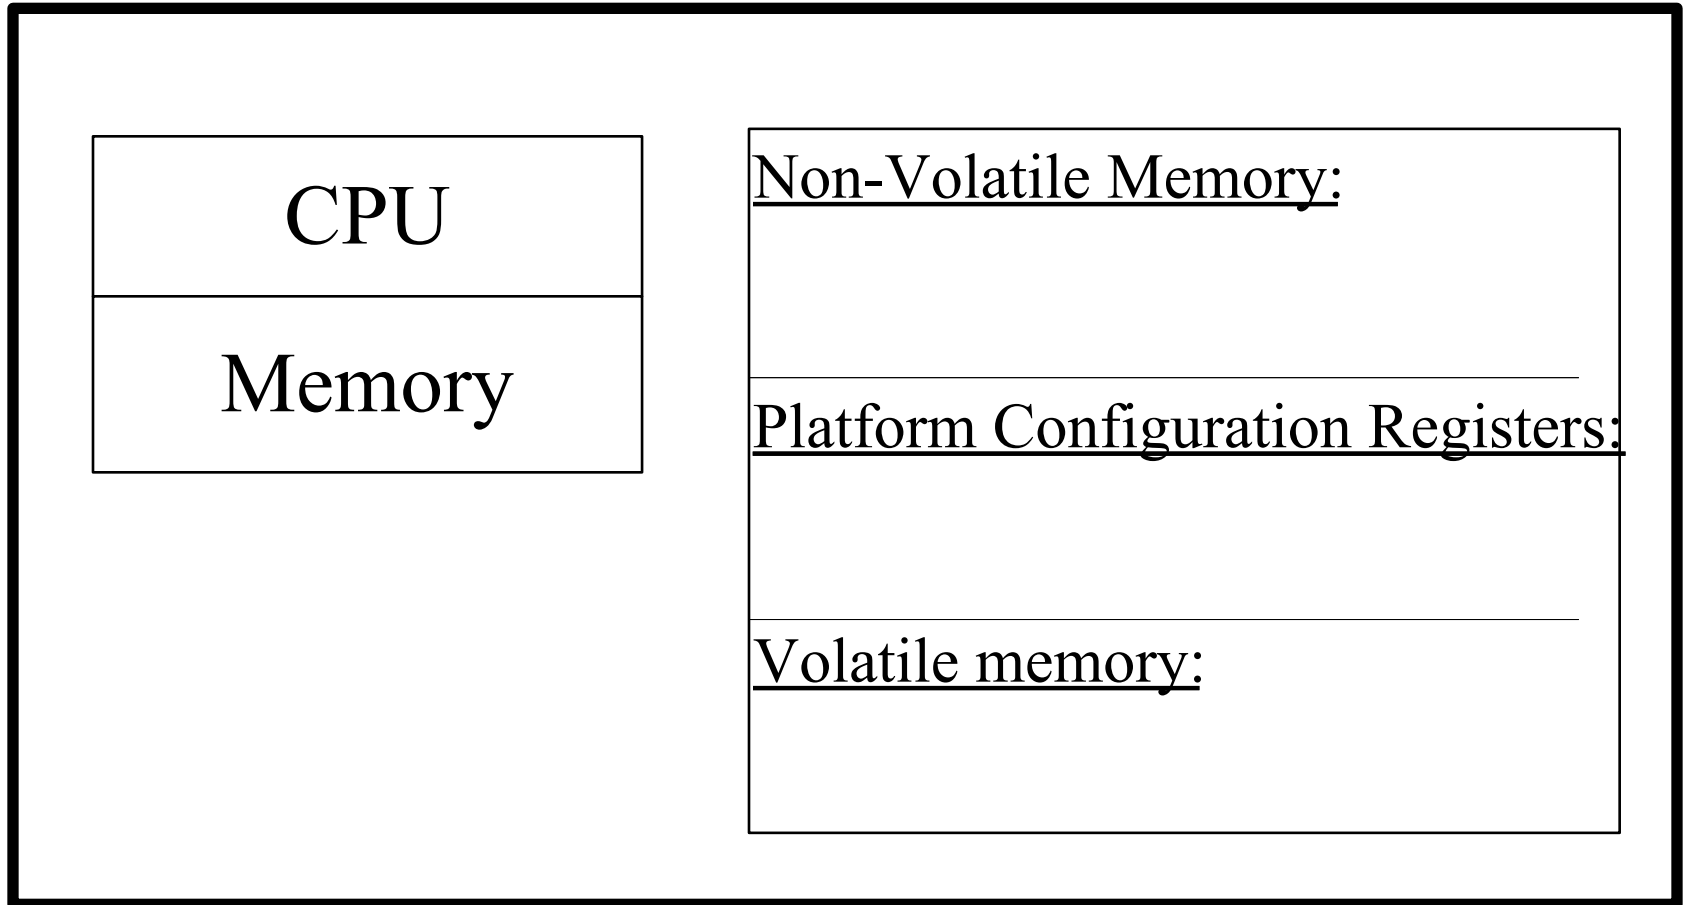 CPU
Memory
Non-Volatile Memory:
Platform Configuration Registers:
Volatile memory: